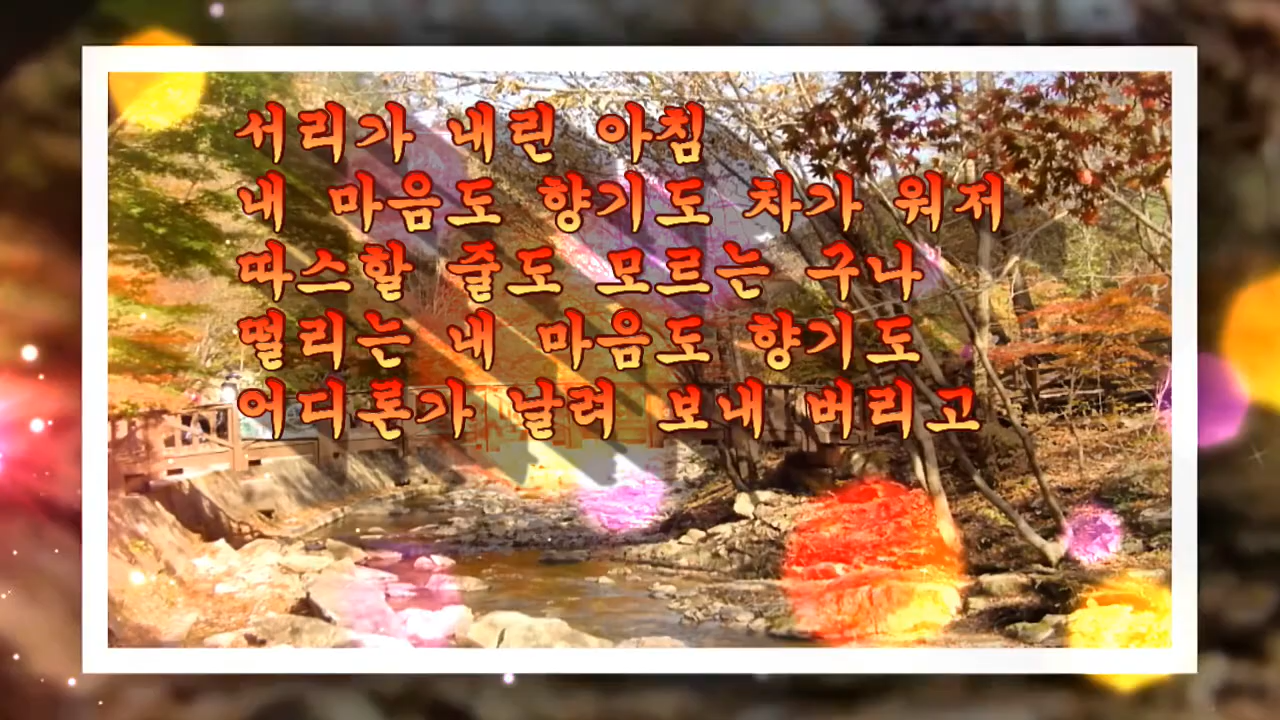 서리가 내린 아침
내 마음도 향기도 차가 워저
따스할 줄도 모르는 구나
떨리는 내 마음도 향기도
어디론가 날려 보내 버리고